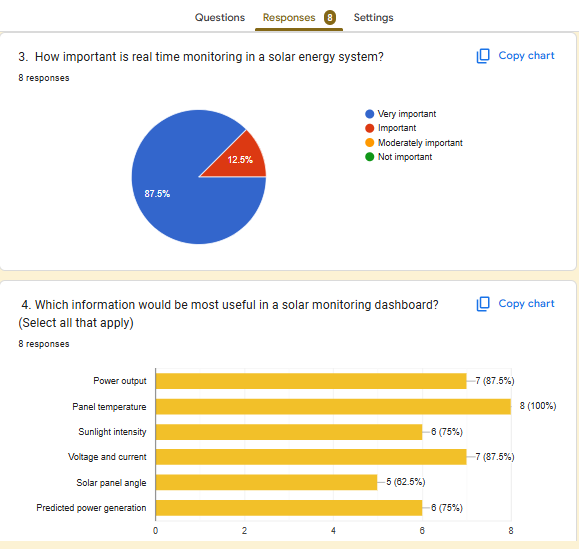 Questions Responses 8 Settings
3. How important is real time monitoring in a solar energy system?
Copy chart
8 responses
Very important
Important
Moderately important
Not important
12.5%
87.5%
4. Which information would be most useful in a solar monitoring dashboard?
(Select all that apply)
Copy chart
8 responses
Power output 7 (87.5%)
Panel temperature 8 (100%)
Sunlight intensity 6 (75%)
Voltage and current 7 (87.5%)
Solar panel angle 5 (62.5%)
Predicted power generation 6 (75%)
0 2 4 6 8